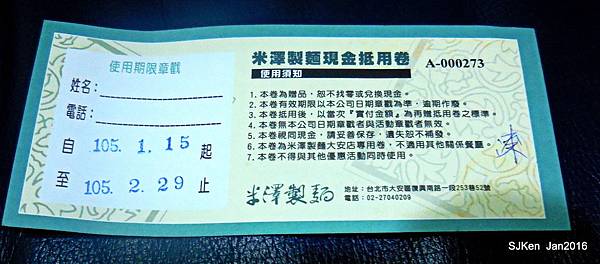 使用期限章戳
姓名:
電話:
自 105. 1. 15 起
至 105. 2. 29 止
米澤製麵現金抵用卷
A-000273
使用須知
1. 本卷為贈品，恕不找零或兌換現金。
2. 本卷有效期限以本公司日期章戳為準，逾期作廢。
3. 本卷抵用後，以當次『實付金額』為再贈抵用卷之標準。
4. 本卷無本公司日期章戳者與活動章戳者無效。
5. 本卷視同現金，請妥善保存，遺失恕不補發。
6. 本卷為米澤製麵大安店專用卷，不適用其他關係餐廳。
7. 本卷不得與其他優惠活動同時使用。
米澤製麵
地址：台北市大安區復興南路一段253巷52號
電話：02-27040209
SJKen Jan2016